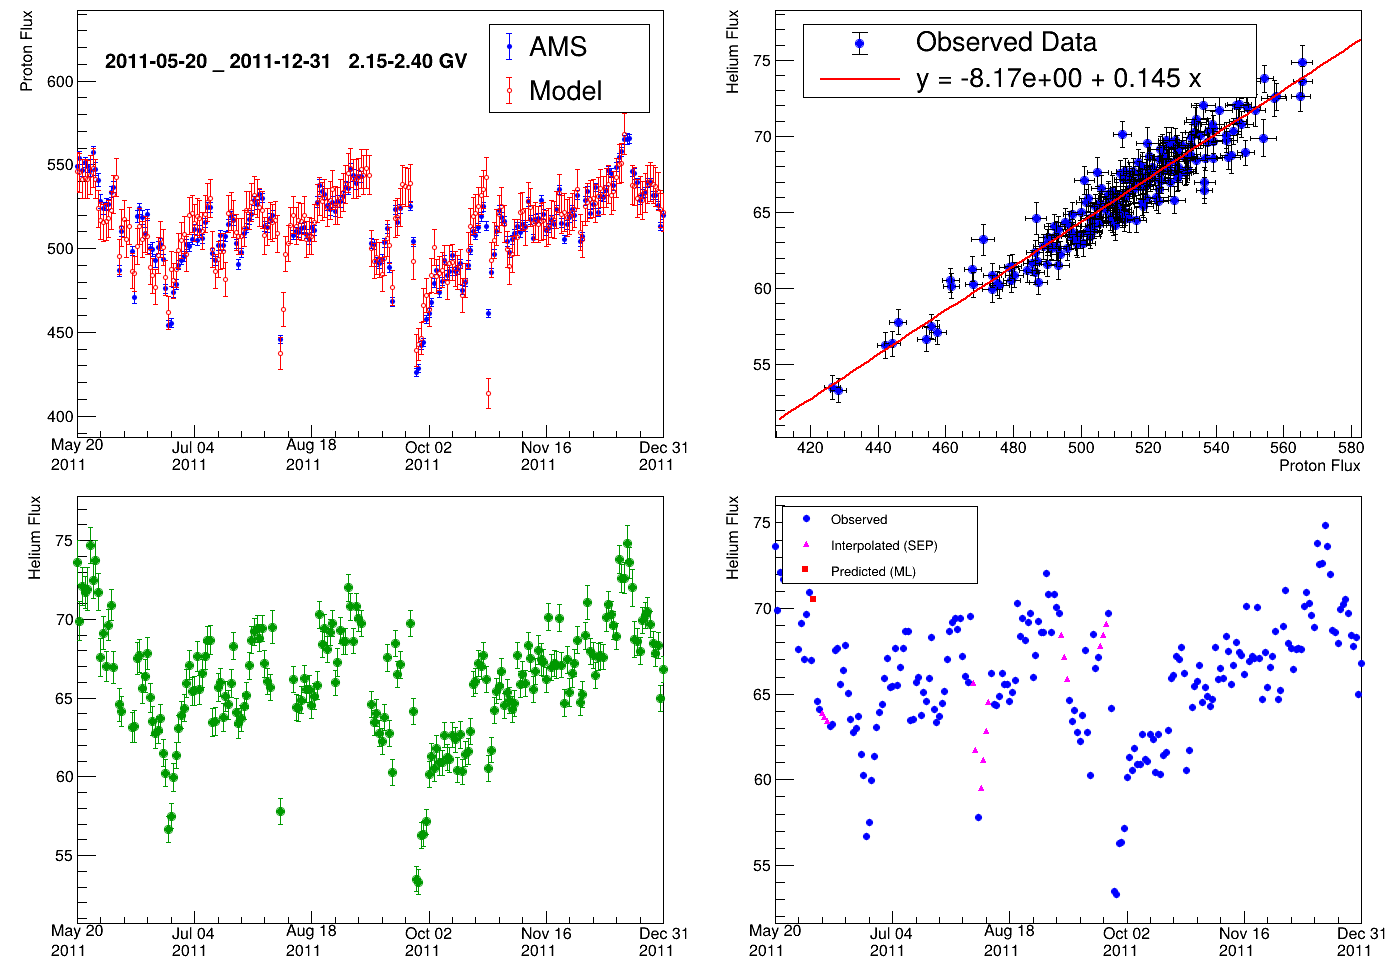 Proton Flux
2011-05-20 _ 2011-12-31 2.15-2.40 GV
AMS
Model
600
550
500
450
400
May 20
2011
Jul 04
2011
Aug 18
2011
Oct 02
2011
Nov 16
2011
Dec 31
2011
Helium Flux
Observed Data
y = -8.17e+00 + 0.145 x
75
70
65
60
55
420 440 460 480 500 520 540 560 580
Proton Flux
Helium Flux
75
70
65
60
55
May 20
2011
Jul 04
2011
Aug 18
2011
Oct 02
2011
Nov 16
2011
Dec 31
2011
Helium Flux
Observed
Interpolated (SEP)
Predicted (ML)
75
70
65
60
55
May 20
2011
Jul 04
2011
Aug 18
2011
Oct 02
2011
Nov 16
2011
Dec 31
2011